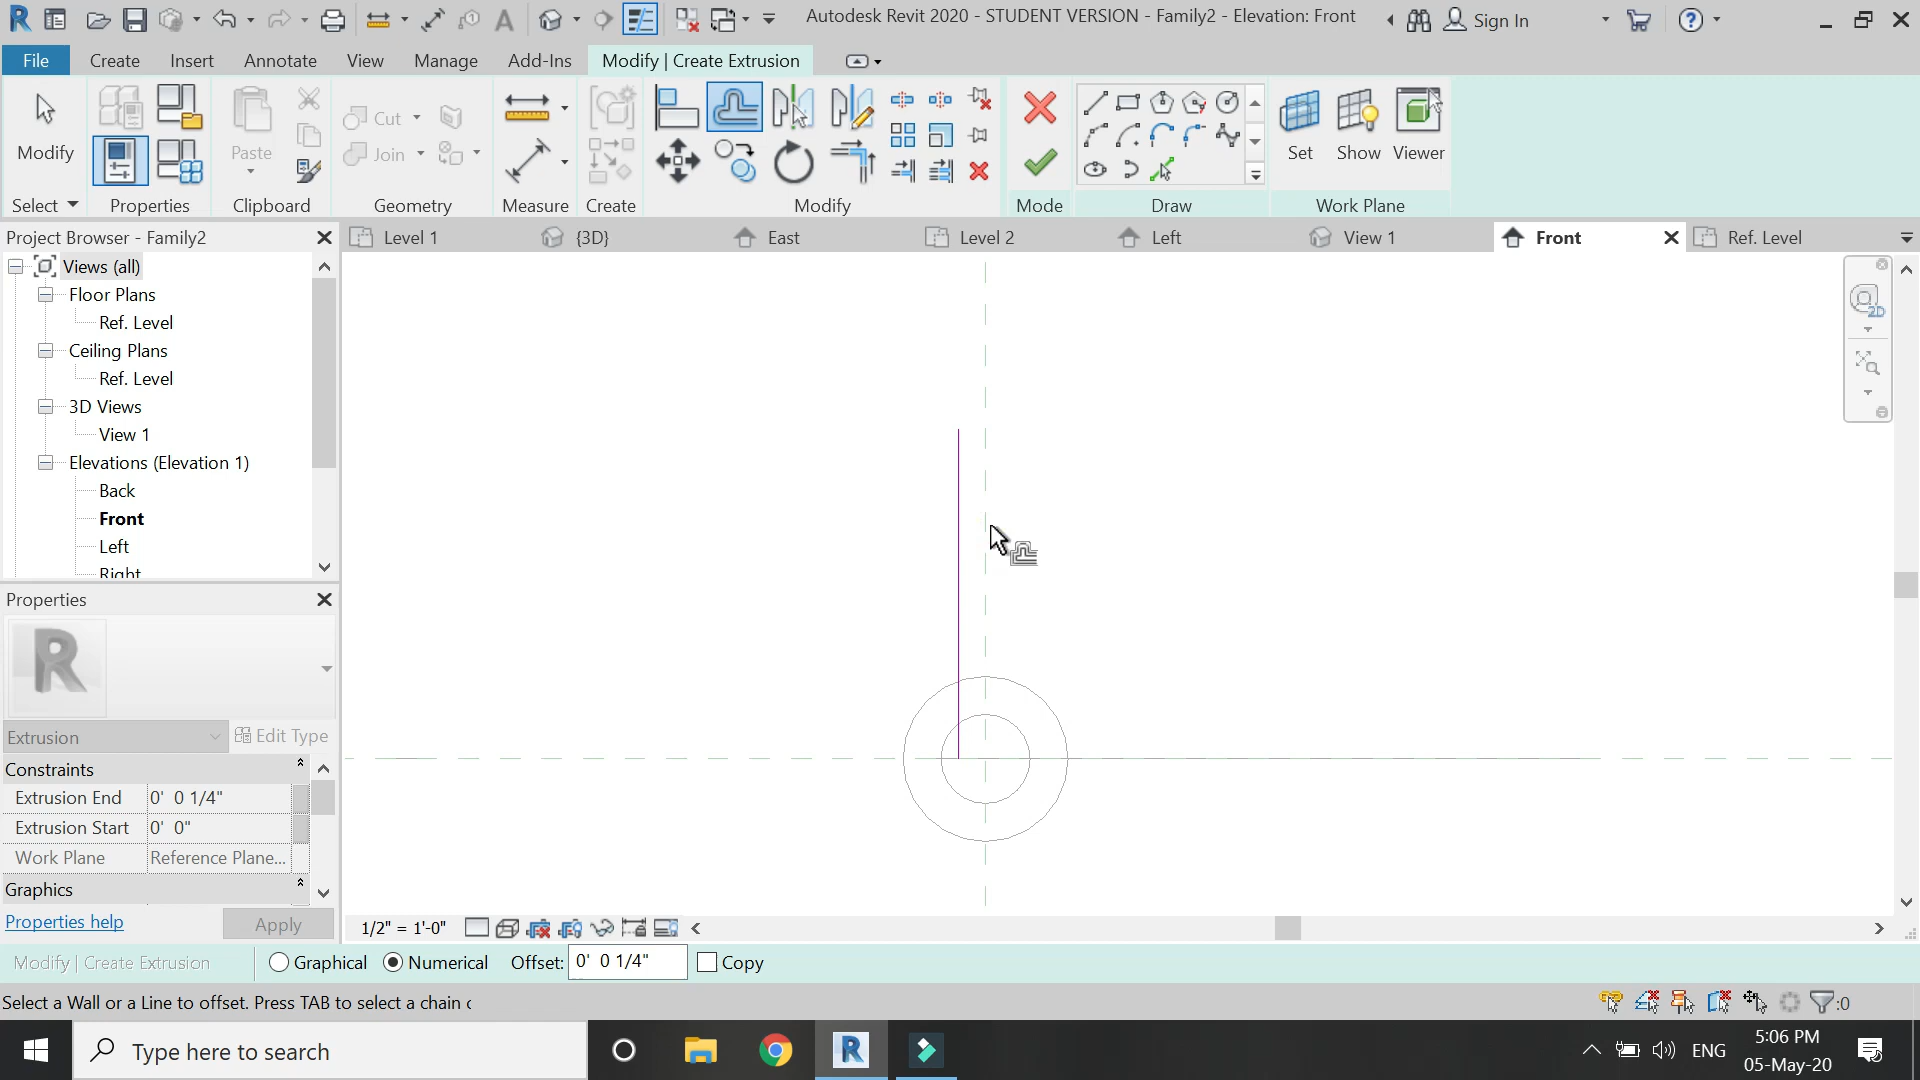 Autodesk Revit 2020 - STUDENT VERSION - Family2 - Elevation: Front
Sign In
File
Create
Insert
Annotate
View
Manage
Add-Ins
Modify | Create Extrusion
Modify
Paste
Cut
Join
Set
Show
Viewer
Select
Properties
Clipboard
Geometry
Measure
Create
Modify
Mode
Draw
Work Plane
Project Browser - Family2
Level 1
{3D}
East
Level 2
Left
View 1
Front
Ref. Level
Views (all)
Floor Plans
Ref. Level
Ceiling Plans
Ref. Level
3D Views
View 1
Elevations (Elevation 1)
Back
Front
Left
Right
2D
Properties
Extrusion
Edit Type
Constraints
Extrusion End 0' 0 1/4"
Extrusion Start 0' 0"
Work Plane Reference Plane...
Graphics
Properties help
Apply
1/2" = 1'-0"
Modify | Create Extrusion
Graphical
Numerical
Offset: 0' 0 1/4"
Copy
Select a Wall or a Line to offset. Press TAB to select a chain c
:0
Type here to search
ENG
5:06 PM
05-May-20